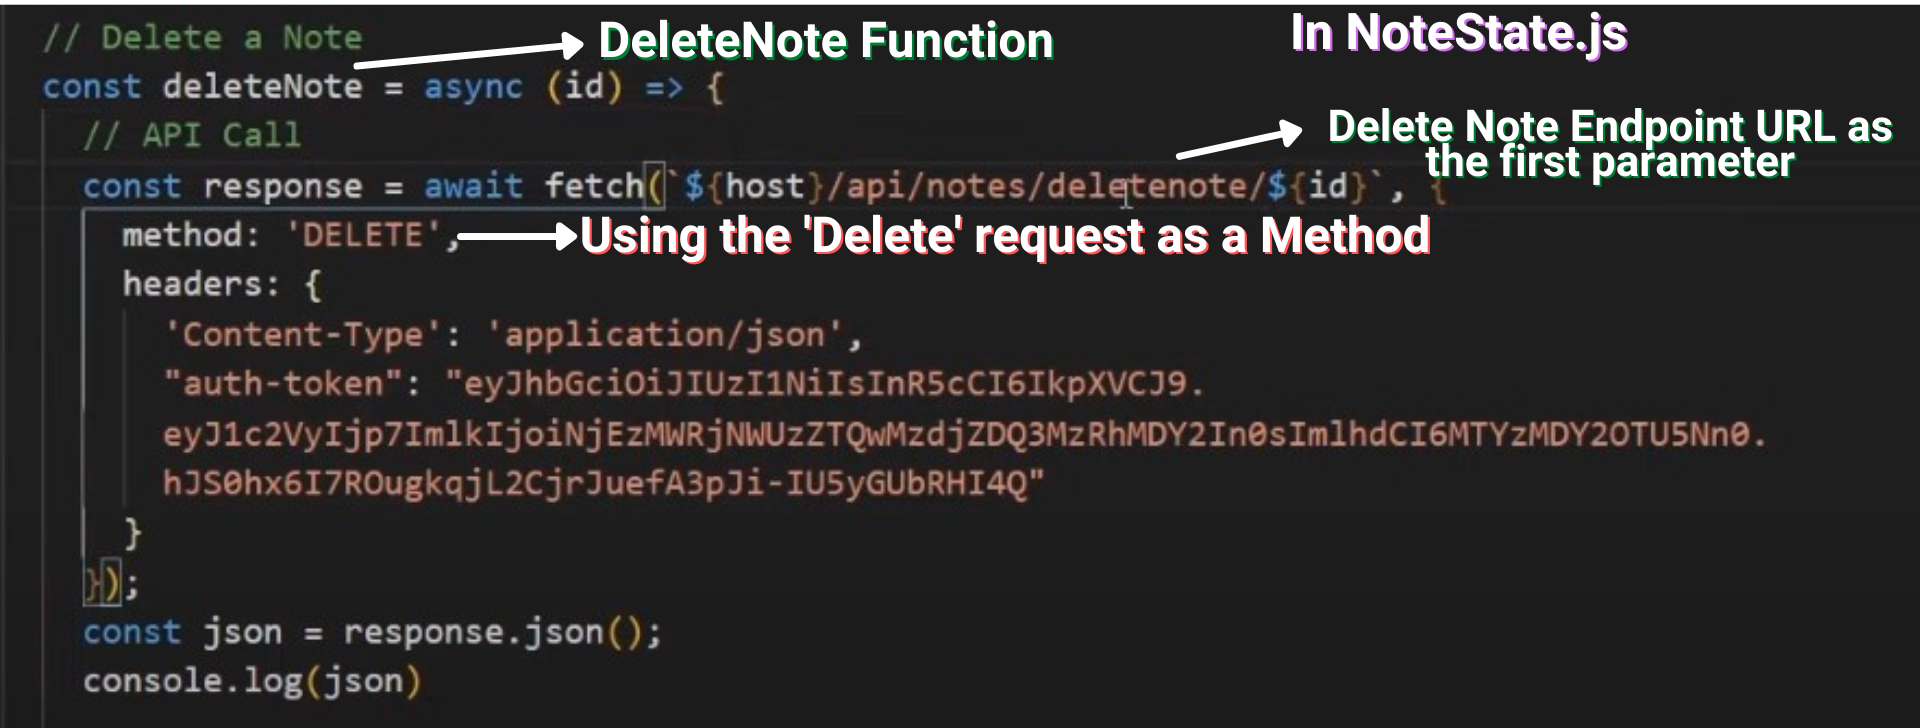 // Delete a Note
DeleteNote Function
In NoteState.js
const deleteNote = async (id) => {
// API Call
Delete Note Endpoint URL as
the first parameter
const response = await fetch(`${host}/api/notes/deletenote/${id}`, {
method: 'DELETE',
Using the 'Delete' request as a Method
headers: {
'Content-Type': 'application/json',
"auth-token": "eyJhbGciOiJIUzI1NiIsInR5cCI6IkpXVCJ9.
eyJ1c2VyIjp7ImlkIjoiNjEzMWRjNWUzZTQwMzdjZDQ3MzRhMDY2In0sImlhdCI6MTYzMDY2OTU5Nn0.
hJS0hx6I7ROugkqjL2CjrJuefA3pJi-IU5yGUbRHI4Q"
}
});
const json = response.json();
console.log(json)